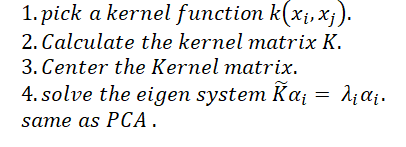 1. pick a kernel function k(xᵢ, xⱼ).
2. Calculate the kernel matrix K.
3. Center the Kernel matrix.
4. solve the eigen system K̃αᵢ = λᵢαᵢ.
same as PCA .